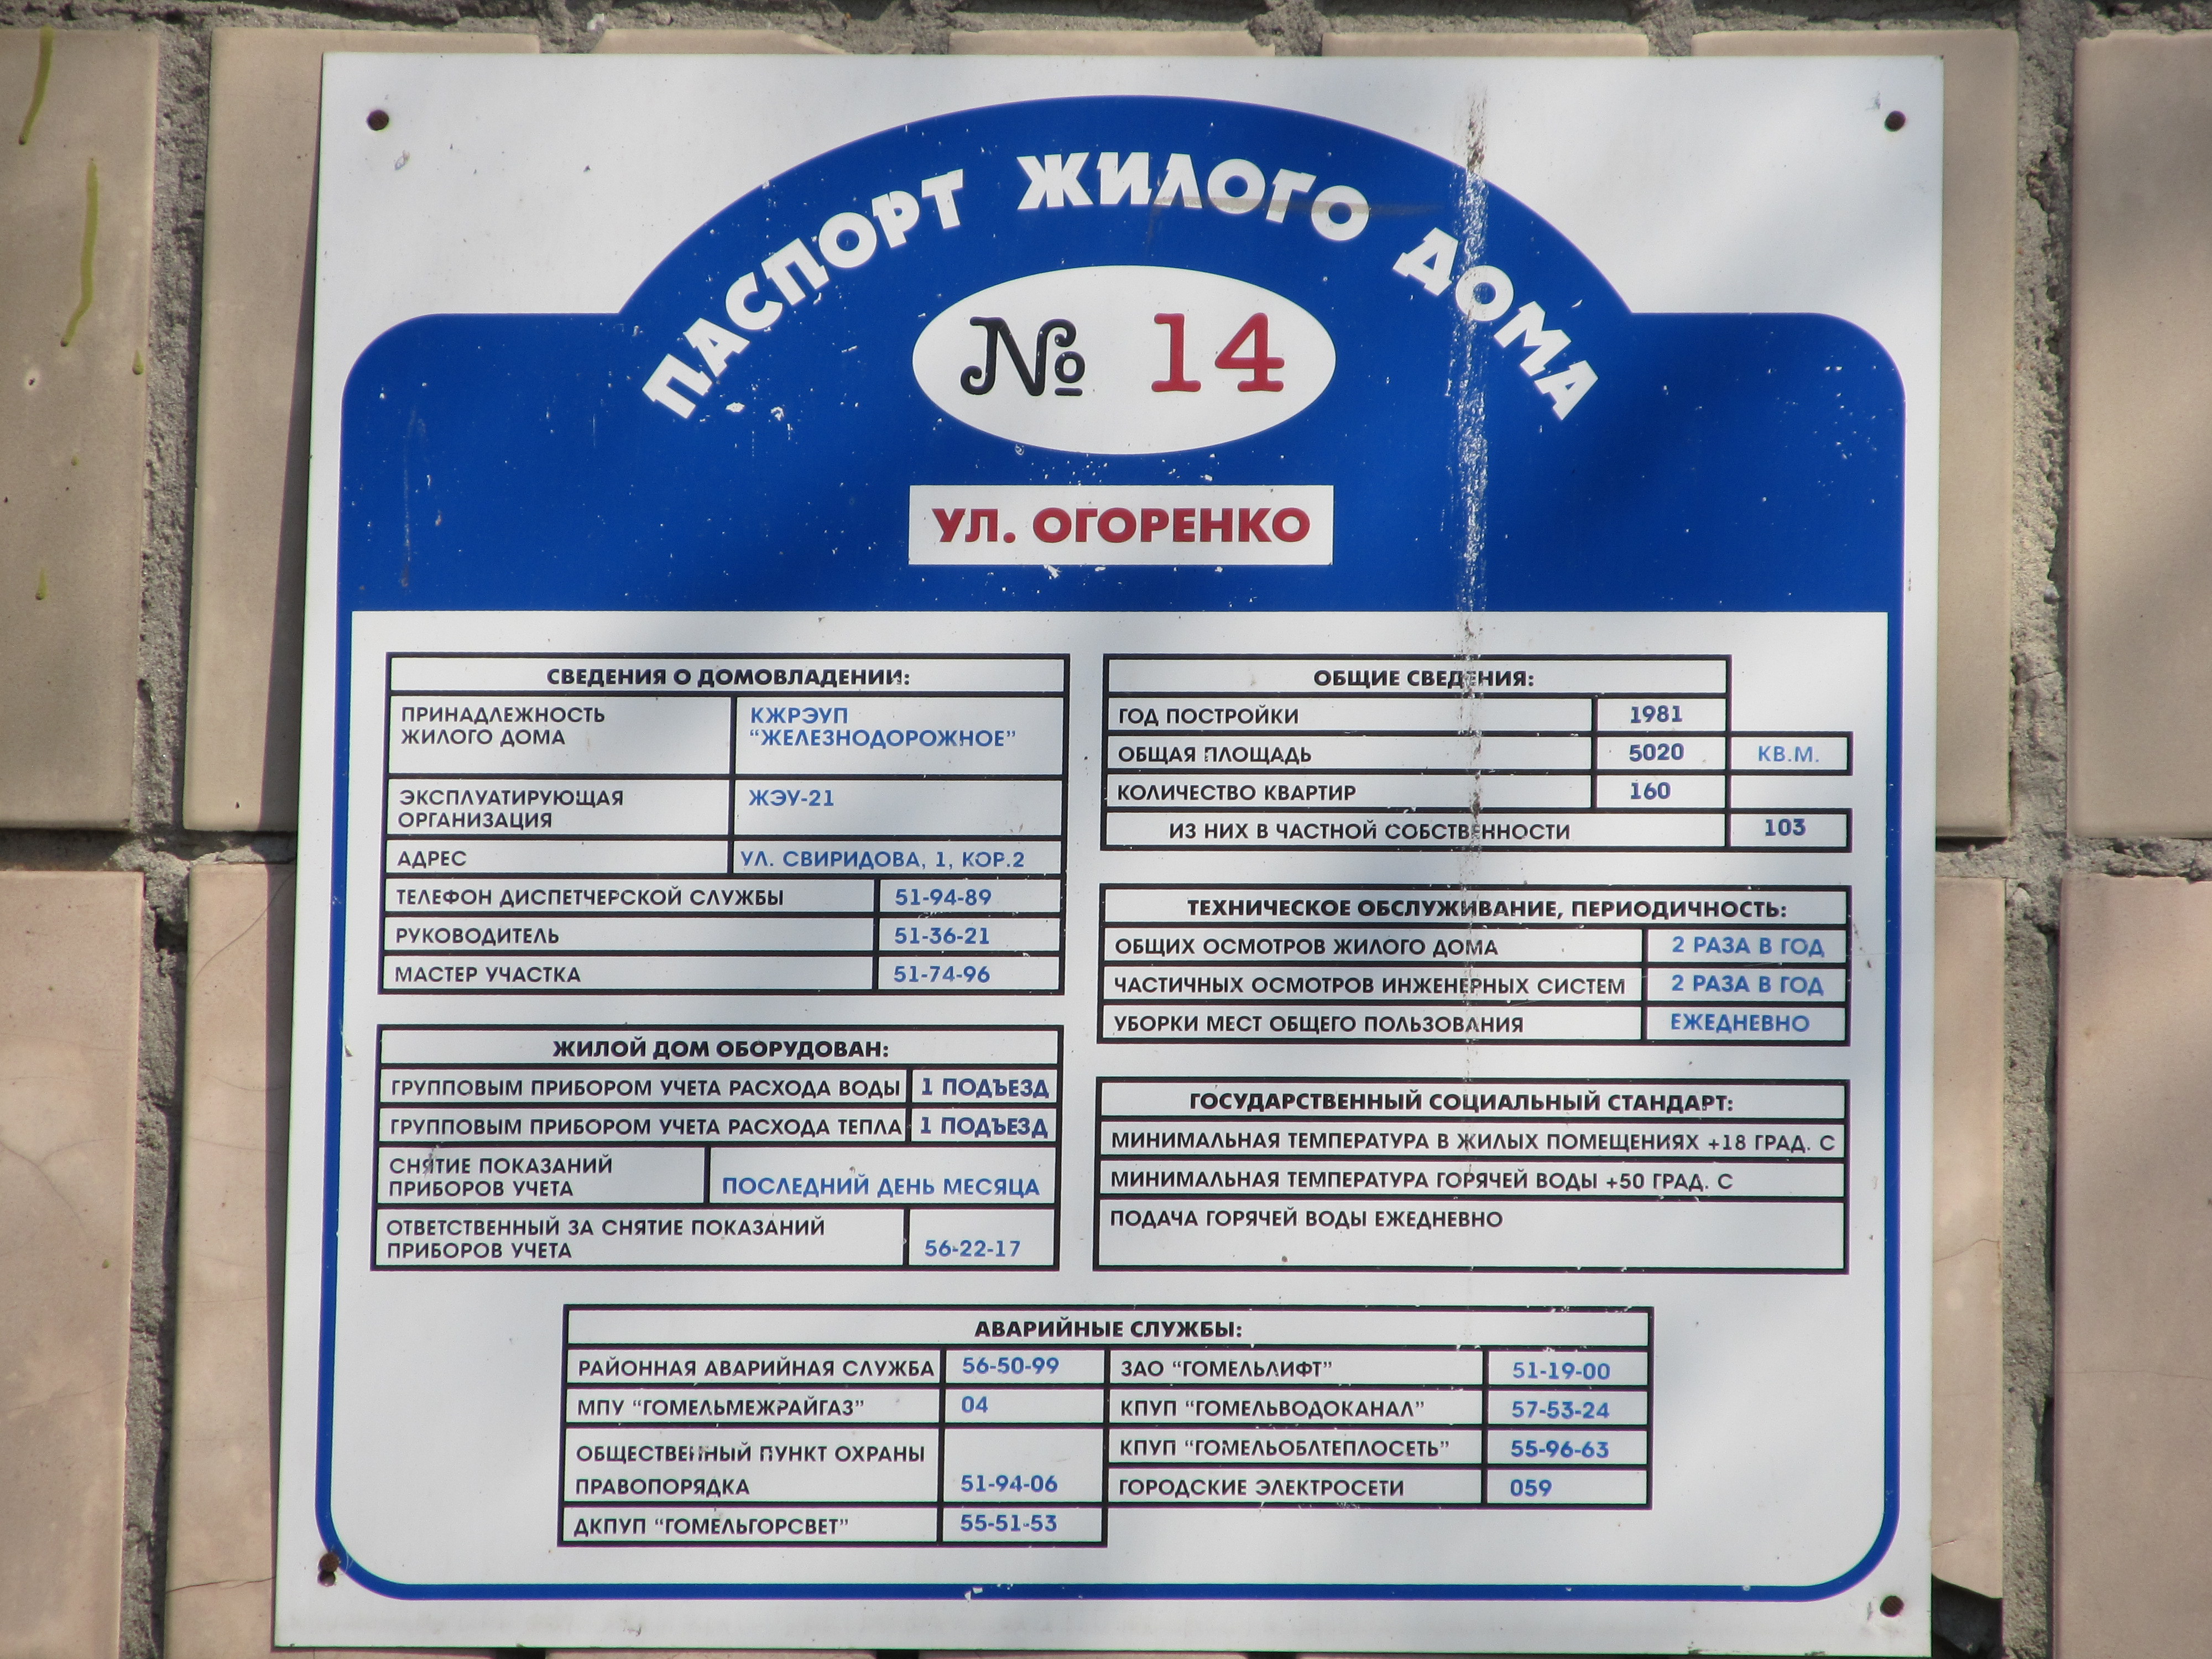 ПАСПОРТ ЖИЛОГО ДОМА
№ 14
УЛ. ОГОРЕНКО
СВЕДЕНИЯ О ДОМОВЛАДЕНИИ:
ПРИНАДЛЕЖНОСТЬ ЖИЛОГО ДОМА
КЖРЭУП "ЖЕЛЕЗНОДОРОЖНОЕ"
ЭКСПЛУАТИРУЮЩАЯ ОРГАНИЗАЦИЯ
ЖЭУ-21
АДРЕС УЛ. СВИРИДОВА, 1, КОР.2
ТЕЛЕФОН ДИСПЕТЧЕРСКОЙ СЛУЖБЫ 51-94-89
РУКОВОДИТЕЛЬ 51-36-21
МАСТЕР УЧАСТКА 51-74-96
ЖИЛОЙ ДОМ ОБОРУДОВАН:
ГРУППОВЫМ ПРИБОРОМ УЧЕТА РАСХОДА ВОДЫ 1 ПОДЪЕЗД
ГРУППОВЫМ ПРИБОРОМ УЧЕТА РАСХОДА ТЕПЛА 1 ПОДЪЕЗД
СНЯТИЕ ПОКАЗАНИЙ
ПРИБОРОВ УЧЕТА ПОСЛЕДНИЙ ДЕНЬ МЕСЯЦА
ОТВЕТСТВЕННЫЙ ЗА СНЯТИЕ ПОКАЗАНИЙ
ПРИБОРОВ УЧЕТА 56-22-17
ОБЩИЕ СВЕДЕНИЯ:
ГОД ПОСТРОЙКИ 1981
ОБЩАЯ ПЛОЩАДЬ 5020 КВ.М.
КОЛИЧЕСТВО КВАРТИР 160
ИЗ НИХ В ЧАСТНОЙ СОБСТВЕННОСТИ 103
ТЕХНИЧЕСКОЕ ОБСЛУЖИВАНИЕ, ПЕРИОДИЧНОСТЬ:
ОБЩИХ ОСМОТРОВ ЖИЛОГО ДОМА 2 РАЗА В ГОД
ЧАСТИЧНЫХ ОСМОТРОВ ИНЖЕНЕРНЫХ СИСТЕМ 2 РАЗА В ГОД
УБОРКИ МЕСТ ОБЩЕГО ПОЛЬЗОВАНИЯ ЕЖЕДНЕВНО
ГОСУДАРСТВЕННЫЙ СОЦИАЛЬНЫЙ СТАНДАРТ:
МИНИМАЛЬНАЯ ТЕМПЕРАТУРА В ЖИЛЫХ ПОМЕЩЕНИЯХ +18 ГРАД. С
МИНИМАЛЬНАЯ ТЕМПЕРАТУРА ГОРЯЧЕЙ ВОДЫ +50 ГРАД. С
ПОДАЧА ГОРЯЧЕЙ ВОДЫ ЕЖЕДНЕВНО
АВАРИЙНЫЕ СЛУЖБЫ:
РАЙОННАЯ АВАРИЙНАЯ СЛУЖБА 56-50-99
МПУ "ГОМЕЛЬМЕЖРАЙГАЗ" 04
ОБЩЕСТВЕННЫЙ ПУНКТ ОХРАНЫ
ПРАВОПОРЯДКА 51-94-06
ДКПУП "ГОМЕЛЬГОРСВЕТ" 55-51-53
ЗАО "ГОМЕЛЬЛИФТ" 51-19-00
КПУП "ГОМЕЛЬВОДОКАНАЛ" 57-53-24
КПУП "ГОМЕЛЬОБЛТЕПЛОСЕТЬ" 55-96-63
ГОРОДСКИЕ ЭЛЕКТРОСЕТИ 059